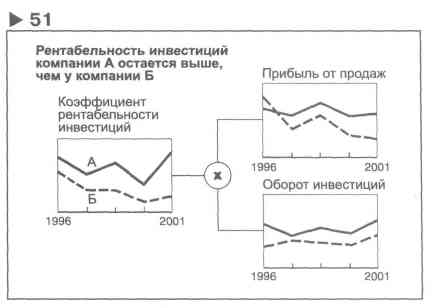 ▶ 51
Рентабельность инвестиций
компании А остается выше,
чем у компании Б
Прибыль от продаж
1996 2001
Коэффициент
рентабельности
инвестиций
А
Б
1996 2001
x
Оборот инвестиций
1996 2001